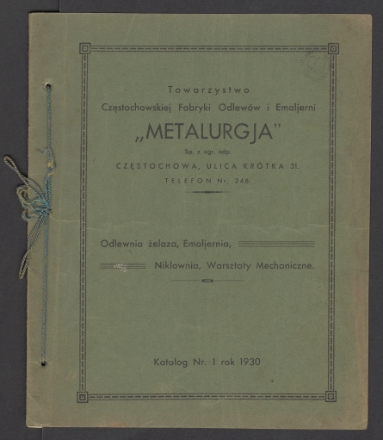 Towarzystwo
Częstochowskiej Fabryki Odlewów i Emaljerni
„METALURGJA"
Sp. z ogr. odp.
CZĘSTOCHOWA, ULICA KRÓTKA 31.
TELEFON Nr. 246.
Odlewnia żelaza, Emaljernia,
Niklownia, Warsztaty Mechaniczne.
Katalog Nr. 1 rok 1930